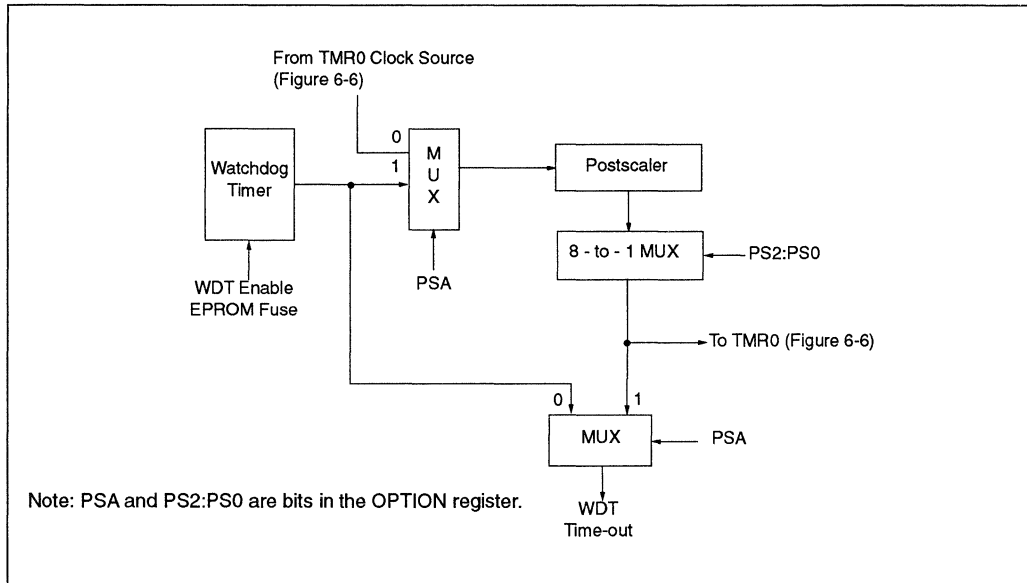 From TMR0 Clock Source
(Figure 6-6)
0
1
M
U
X
Watchdog
Timer
Postscaler
8 - to - 1 MUX
PS2:PS0
PSA
WDT Enable
EPROM Fuse
To TMR0 (Figure 6-6)
0
1
MUX
PSA
WDT
Time-out
Note: PSA and PS2:PS0 are bits in the OPTION register.